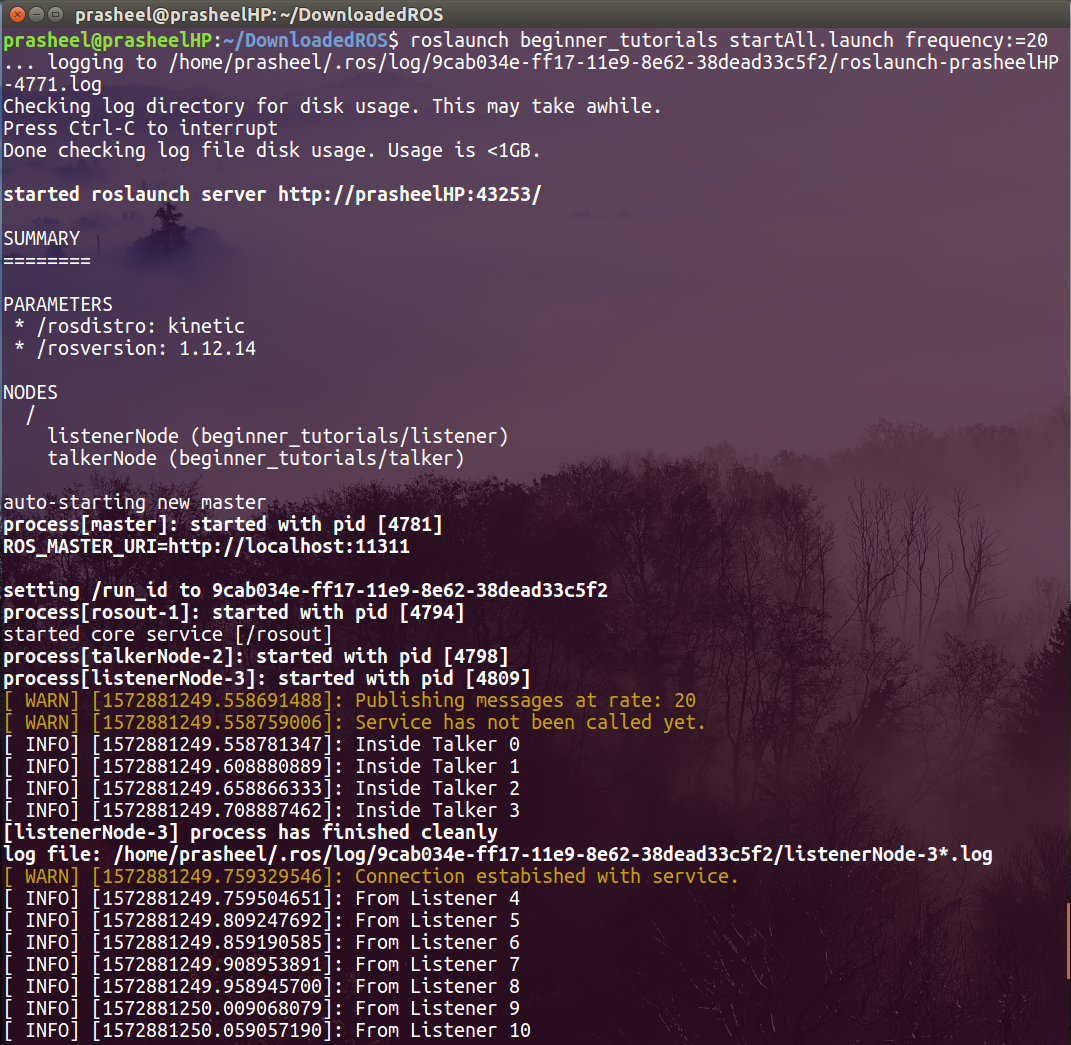 prasheel@prasheelHP: ~/DownloadedROS
prasheel@prasheelHP:~/DownloadedROS$ roslaunch beginner_tutorials startAll.launch frequency:=20
... logging to /home/prasheel/.ros/log/9cab034e-ff17-11e9-8e62-38dead33c5f2/roslaunch-prasheelHP
-4771.log
Checking log directory for disk usage. This may take awhile.
Press Ctrl-C to interrupt
Done checking log file disk usage. Usage is <1GB.
started roslaunch server http://prasheelHP:43253/
SUMMARY
========
PARAMETERS
 * /rosdistro: kinetic
 * /rosversion: 1.12.14
NODES
  /
    listenerNode (beginner_tutorials/listener)
    talkerNode (beginner_tutorials/talker)
auto-starting new master
process[master]: started with pid [4781]
ROS_MASTER_URI=http://localhost:11311
setting /run_id to 9cab034e-ff17-11e9-8e62-38dead33c5f2
process[rosout-1]: started with pid [4794]
started core service [/rosout]
process[talkerNode-2]: started with pid [4798]
process[listenerNode-3]: started with pid [4809]
[ WARN] [1572881249.558691488]: Publishing messages at rate: 20
[ WARN] [1572881249.558759006]: Service has not been called yet.
[ INFO] [1572881249.558781347]: Inside Talker 0
[ INFO] [1572881249.608880889]: Inside Talker 1
[ INFO] [1572881249.658866333]: Inside Talker 2
[ INFO] [1572881249.708887462]: Inside Talker 3
[listenerNode-3] process has finished cleanly
log file: /home/prasheel/.ros/log/9cab034e-ff17-11e9-8e62-38dead33c5f2/listenerNode-3*.log
[ WARN] [1572881249.759329546]: Connection estabished with service.
[ INFO] [1572881249.759504651]: From Listener 4
[ INFO] [1572881249.809247692]: From Listener 5
[ INFO] [1572881249.859190585]: From Listener 6
[ INFO] [1572881249.908953891]: From Listener 7
[ INFO] [1572881249.958945700]: From Listener 8
[ INFO] [1572881250.009068079]: From Listener 9
[ INFO] [1572881250.059057190]: From Listener 10